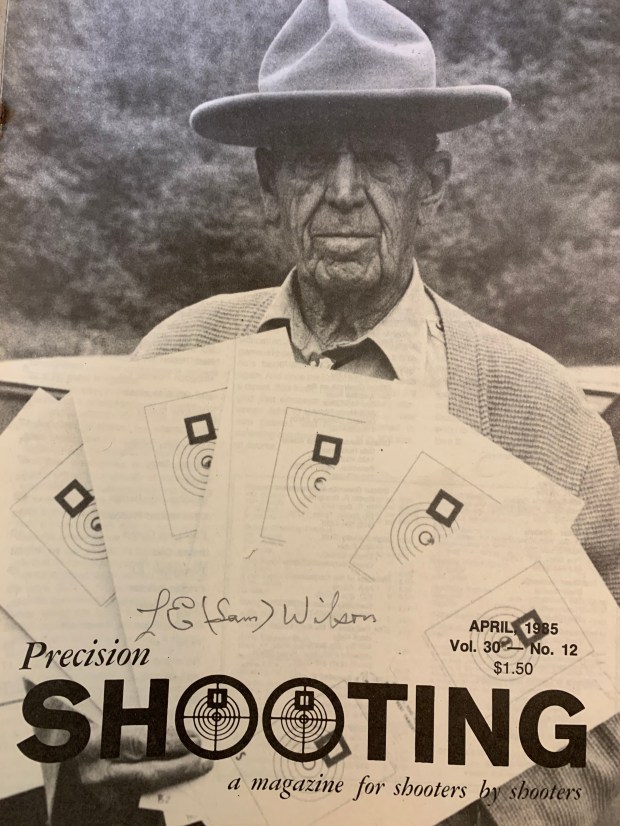 L E (Sam) Wilson
APRIL, 1985
Vol. 30 — No. 12
$1.50
Precision
SHOOTING
a magazine for shooters by shooters